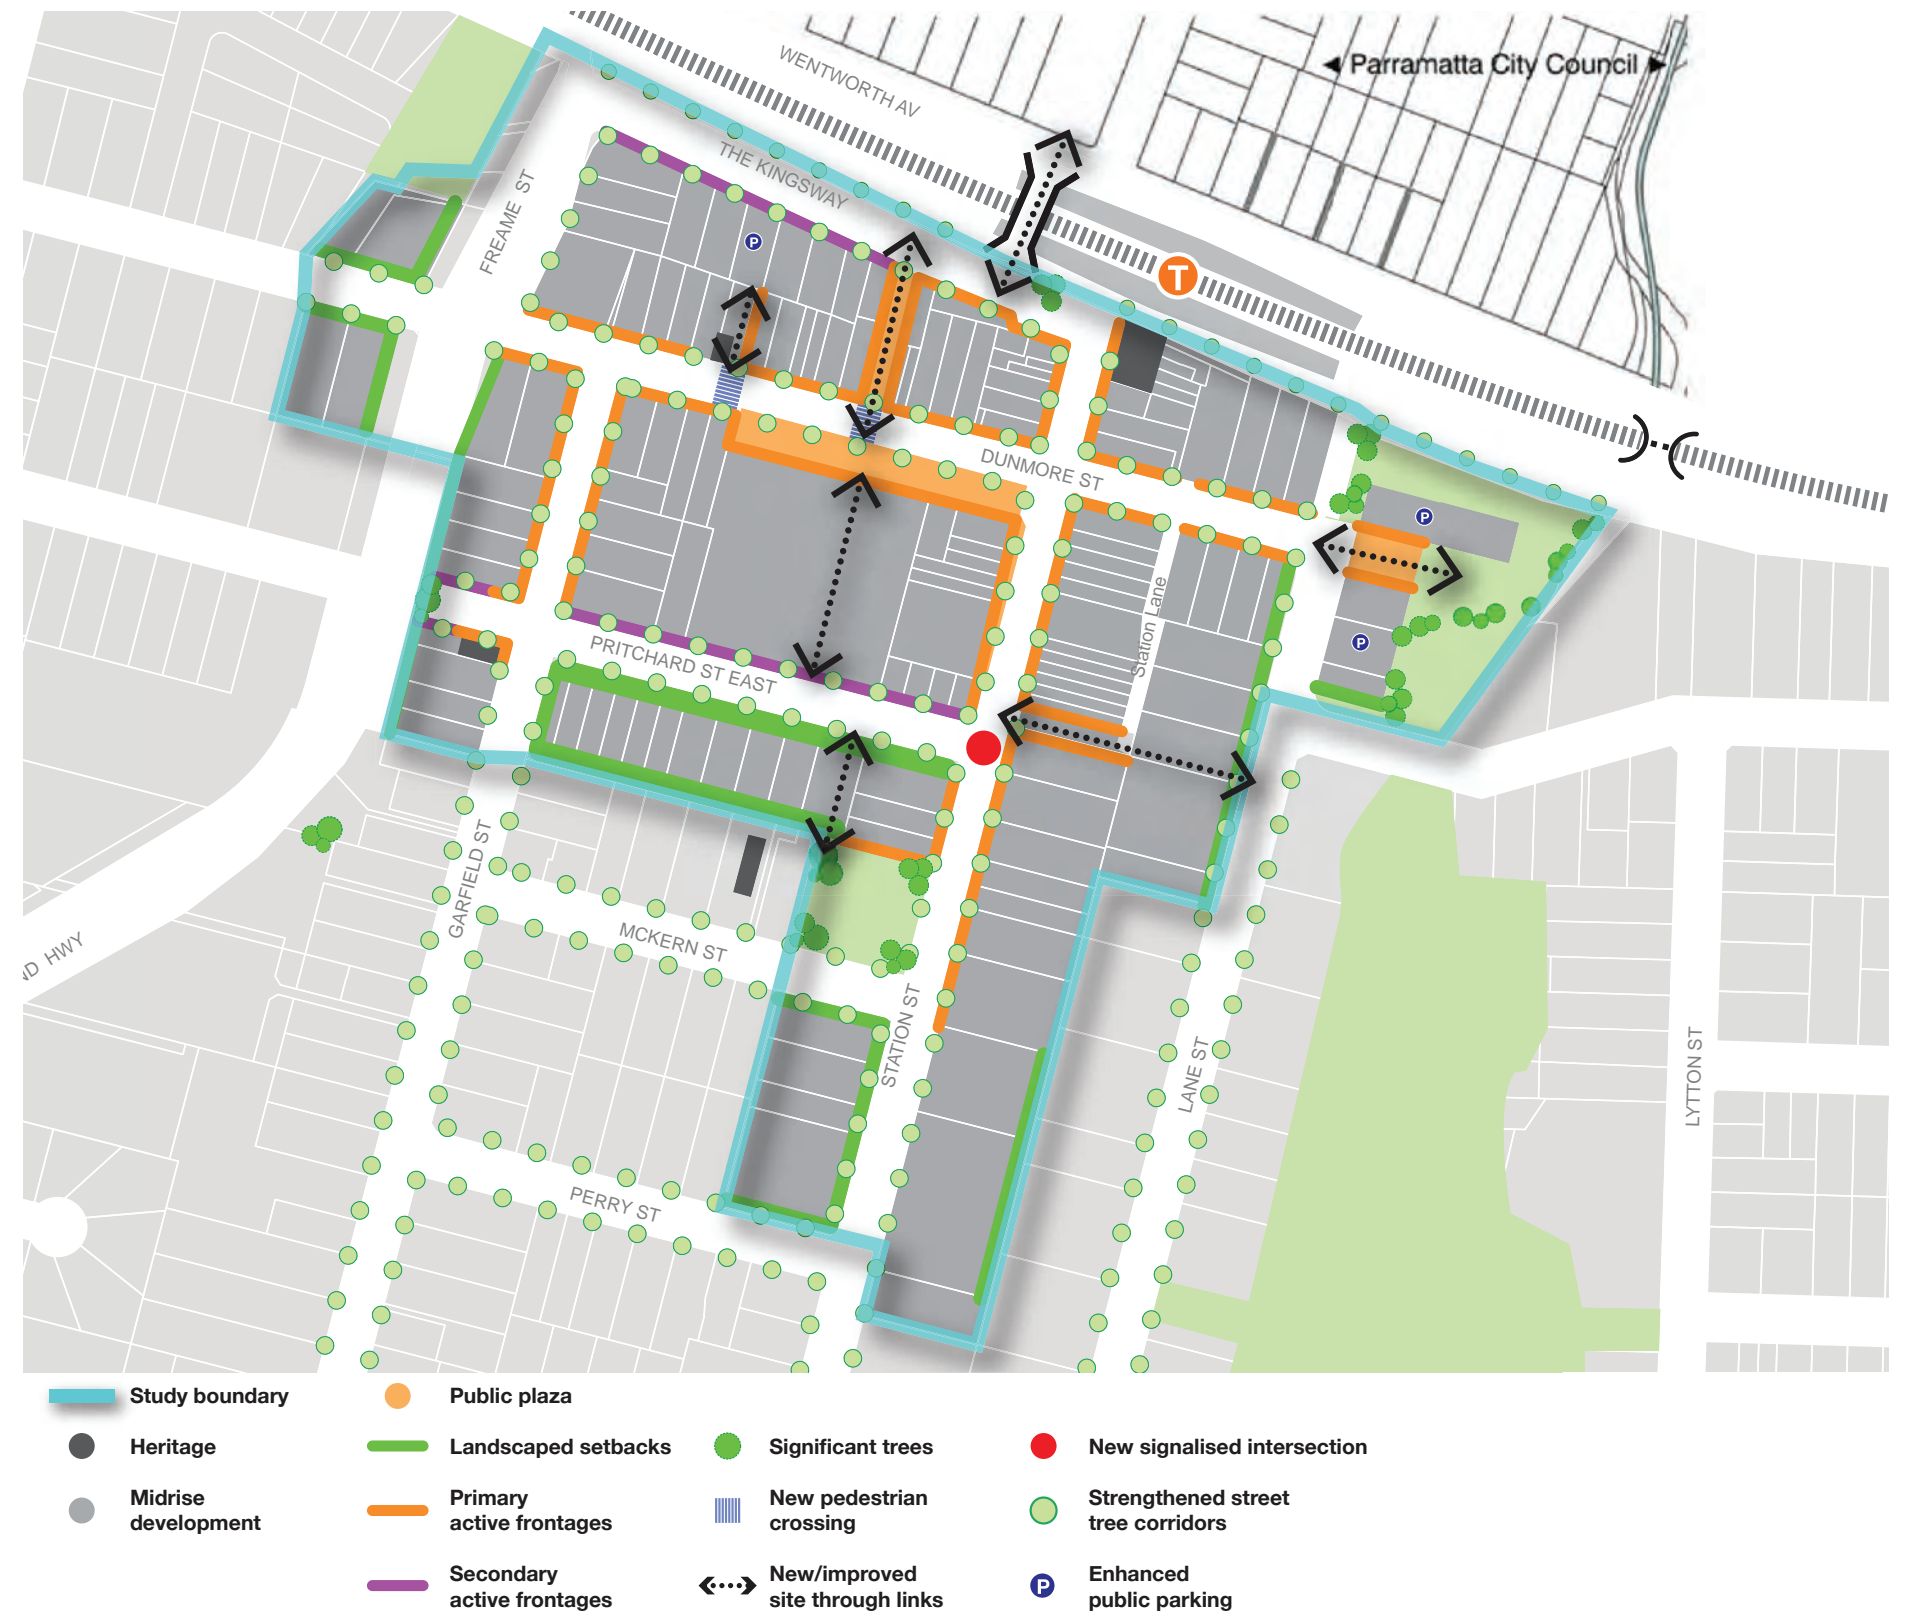 WENTWORTH AV
◄ Parramatta City Council ►
THE KINGSWAY
FREAME ST
P
T
DUNMORE ST
P
Station Lane
P
PRITCHARD ST EAST
GARFIELD ST
MCKERN ST
ND HWY
STATION ST
LANE ST
LYTTON ST
PERRY ST
Study boundary
Public plaza
Heritage
Landscaped setbacks
Significant trees
New signalised intersection
Midrise
development
Primary
active frontages
New pedestrian
crossing
Strengthened street
tree corridors
Secondary
active frontages
New/improved
site through links
P
Enhanced
public parking